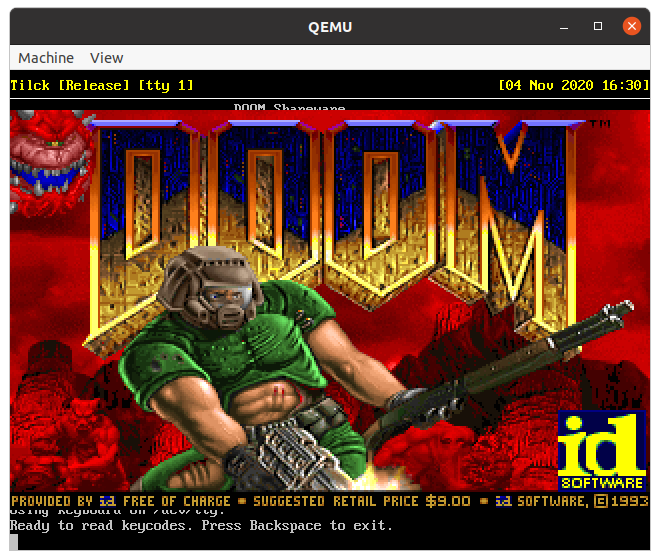 QEMU
Machine View
Tilck [Release] [tty 1] [04 Nov 2020 16:30]
DOOM Shareware
DOOM™
id
SOFTWARE
PROVIDED BY id FREE OF CHARGE • SUGGESTED RETAIL PRICE $9.00 • id SOFTWARE, ©1993
Using keyboard on /dev/tty.
Ready to read keycodes. Press Backspace to exit.